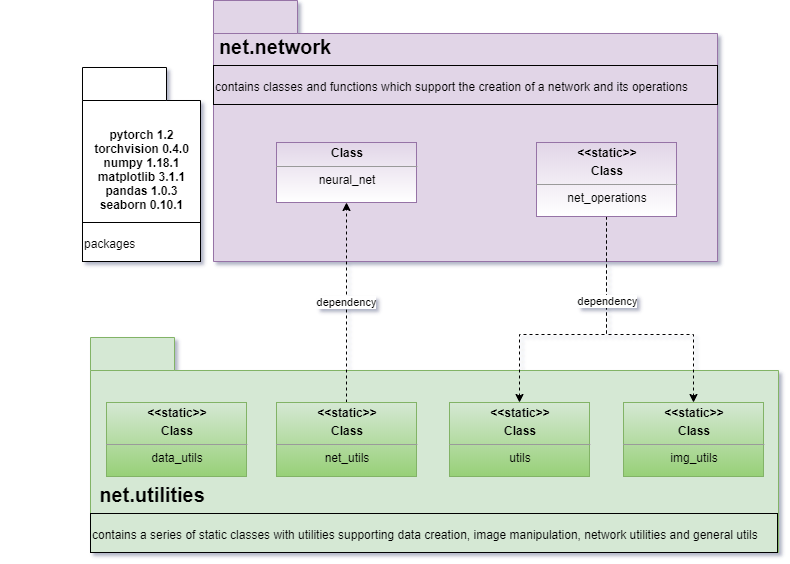 net.network
contains classes and functions which support the creation of a network and its operations
pytorch 1.2
torchvision 0.4.0
numpy 1.18.1
matplotlib 3.1.1
pandas 1.0.3
seaborn 0.10.1
packages
Class
neural_net
<<static>>
Class
net_operations
dependency
dependency
<<static>>
Class
data_utils
<<static>>
Class
net_utils
<<static>>
Class
utils
<<static>>
Class
img_utils
net.utilities
contains a series of static classes with utilities supporting data creation, image manipulation, network utilities and general utils